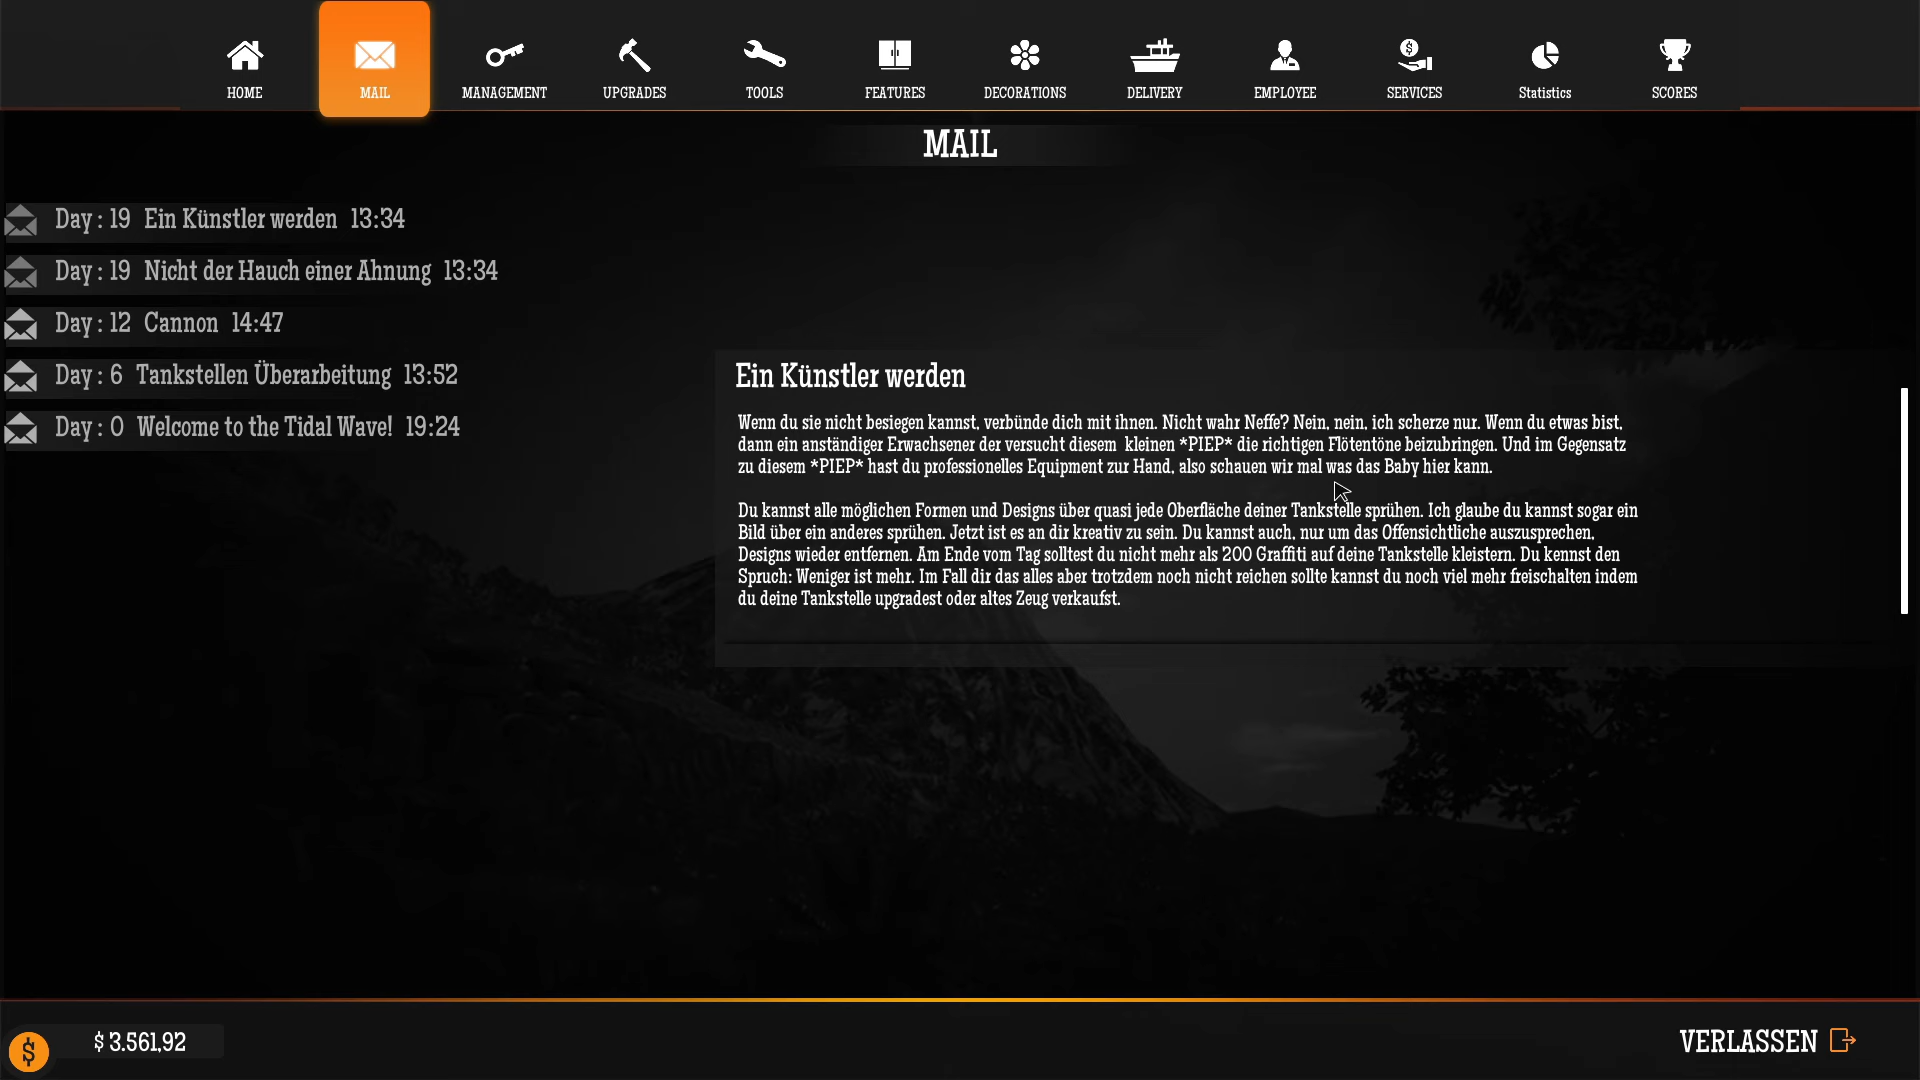 HOME
MAIL
MANAGEMENT
UPGRADES
TOOLS
FEATURES
DECORATIONS
DELIVERY
EMPLOYEE
SERVICES
Statistics
SCORES
MAIL
Day : 19 Ein Künstler werden 13:34
Day : 19 Nicht der Hauch einer Ahnung 13:34
Day : 12 Cannon 14:47
Day : 6 Tankstellen Überarbeitung 13:52
Day : 0 Welcome to the Tidal Wave! 19:24
Ein Künstler werden
Wenn du sie nicht besiegen kannst, verbünde dich mit ihnen. Nicht wahr Neffe? Nein, nein, ich scherze nur. Wenn du etwas bist,
dann ein anständiger Erwachsener der versucht diesem kleinen *PIEP* die richtigen Flötentöne beizubringen. Und im Gegensatz
zu diesem *PIEP* hast du professionelles Equipment zur Hand, also schauen wir mal was das Baby hier kann.
Du kannst alle möglichen Formen und Designs über quasi jede Oberfläche deiner Tankstelle sprühen. Ich glaube du kannst sogar ein
Bild über ein anderes sprühen. Jetzt ist es an dir kreativ zu sein. Du kannst auch, nur um das Offensichtliche auszusprechen,
Designs wieder entfernen. Am Ende vom Tag solltest du nicht mehr als 200 Graffiti auf deine Tankstelle kleistern. Du kennst den
Spruch: Weniger ist mehr. Im Fall dir das alles aber trotzdem noch nicht reichen sollte kannst du noch viel mehr freischalten indem
du deine Tankstelle upgradest oder altes Zeug verkaufst.
$ 3.561,92
VERLASSEN